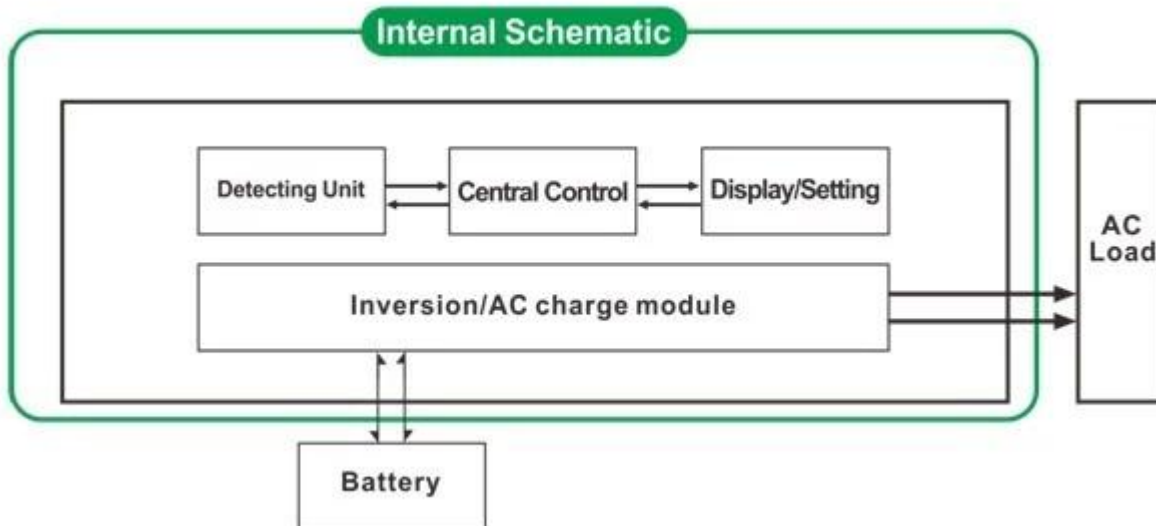 Internal Schematic
Detecting Unit
Central Control
Display/Setting
AC
Load
Inversion/AC charge module
Battery